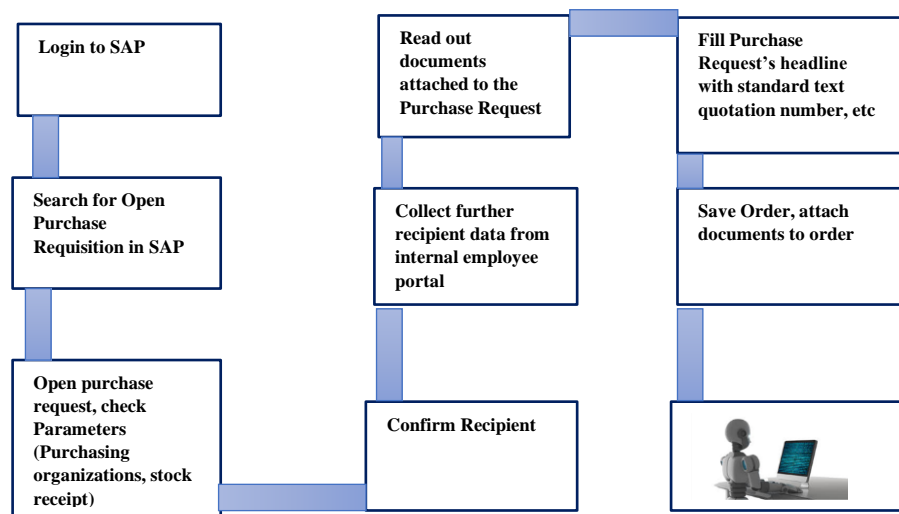 Login to SAP
Search for Open
Purchase
Requisition in SAP
Open purchase
request, check
Parameters
(Purchasing
organizations, stock
receipt)
Confirm Recipient
Collect further
recipient data from
internal employee
portal
Read out
documents
attached to the
Purchase Request
Fill Purchase
Request’s headline
with standard text
quotation number, etc
Save Order, attach
documents to order